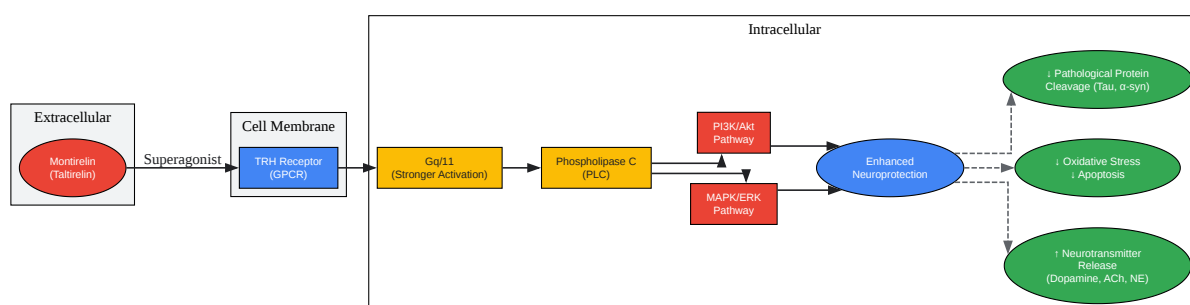 Intracellular
Extracellular
Montirelin
(Taltirelin)
Superagonist
Cell Membrane
TRH Receptor
(GPCR)
Gq/11
(Stronger Activation)
Phospholipase C
(PLC)
PI3K/Akt
Pathway
MAPK/ERK
Pathway
Enhanced
Neuroprotection
↓ Pathological Protein
Cleavage (Tau, α-syn)
↓ Oxidative Stress
↓ Apoptosis
↑ Neurotransmitter
Release
(Dopamine, ACh, NE)